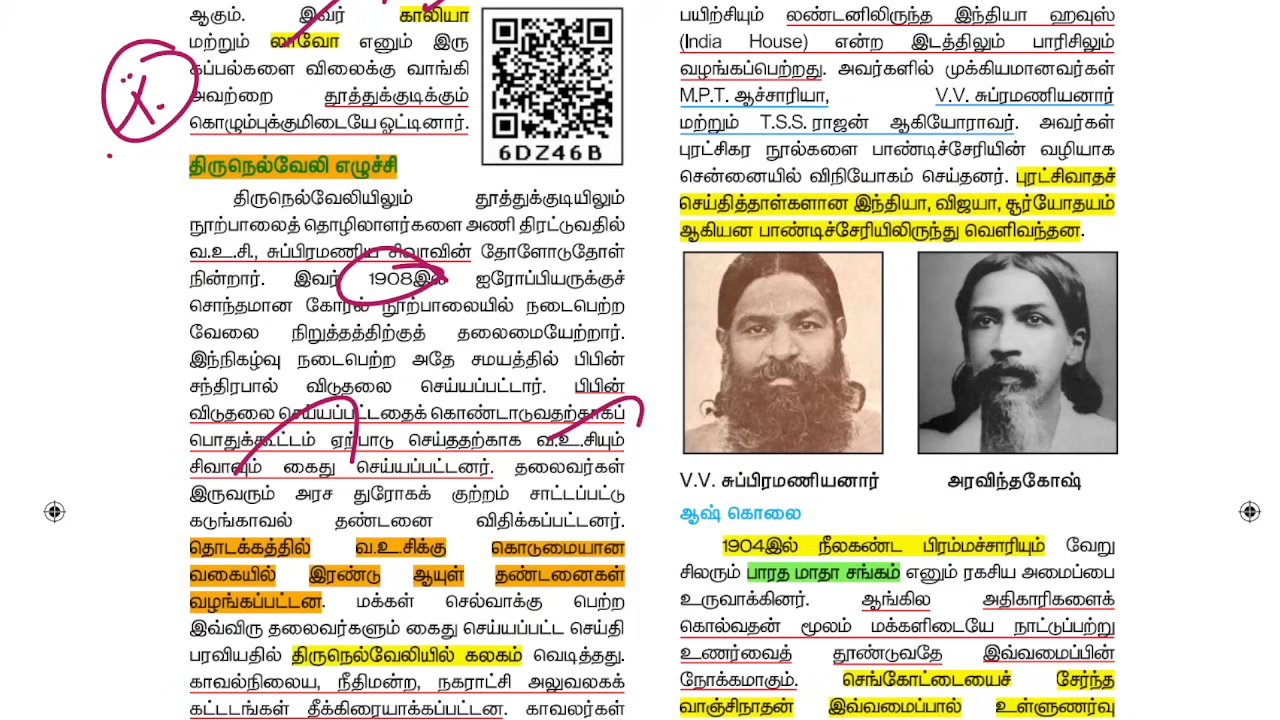 ஆகும். இவர் காலியா
மற்றும் லாவோ எனும் இரு
கப்பல்களை விலைக்கு வாங்கி
அவற்றை தூத்துக்குடிக்கும்
கொழும்புக்குமிடையே ஓட்டினார்.
6DZ46B
திருநெல்வேலி எழுச்சி
திருநெல்வேலியிலும் தூத்துக்குடியிலும்
நூற்பாலைத் தொழிலாளர்களை அணி திரட்டுவதில்
வ.உ.சி., சுப்பிரமணிய சிவாவின் தோளோடுதோள்
நின்றார். இவர் 1908இல் ஐரோப்பியருக்குச்
சொந்தமான கோரல் நூற்பாலையில் நடைபெற்ற
வேலை நிறுத்தத்திற்குத் தலைமையேற்றார்.
இந்நிகழ்வு நடைபெற்ற அதே சமயத்தில் பிபின்
சந்திரபால் விடுதலை செய்யப்பட்டார். பிபின்
விடுதலை செய்யப்பட்டதைக் கொண்டாடுவதற்காகப்
பொதுக்கூட்டம் ஏற்பாடு செய்ததற்காக வ.உ.சியும்
சிவாவும் கைது செய்யப்பட்டனர். தலைவர்கள்
இருவரும் அரச துரோகக் குற்றம் சாட்டப்பட்டு
கடுங்காவல் தண்டனை விதிக்கப்பட்டனர்.
தொடக்கத்தில் வ.உ.சிக்கு கொடுமையான
வகையில் இரண்டு ஆயுள் தண்டனைகள்
வழங்கப்பட்டன. மக்கள் செல்வாக்கு பெற்ற
இவ்விரு தலைவர்களும் கைது செய்யப்பட்ட செய்தி
பரவியதில் திருநெல்வேலியில் கலகம் வெடித்தது.
காவல்நிலைய, நீதிமன்ற, நகராட்சி அலுவலகக்
கட்டடங்கள் தீக்கிரையாக்கப்பட்டன. காவலர்கள்
பயிற்சியும் லண்டனிலிருந்த இந்தியா ஹவுஸ்
(India House) என்ற இடத்திலும் பாரிசிலும்
வழங்கப்பெற்றது. அவர்களில் முக்கியமானவர்கள்
M.P.T. ஆச்சாரியா, V.V. சுப்ரமணியனார்
மற்றும் T.S.S. ராஜன் ஆகியோராவர். அவர்கள்
புரட்சிகர நூல்களை பாண்டிச்சேரியின் வழியாக
சென்னையில் விநியோகம் செய்தனர். புரட்சிவாதச்
செய்தித்தாள்களான இந்தியா, விஜயா, சூர்யோதயம்
ஆகியன பாண்டிச்சேரியிலிருந்து வெளிவந்தன.
V.V. சுப்பிரமணியனார் அரவிந்தகோஷ்
ஆஷ் கொலை
1904இல் நீலகண்ட பிரம்மச்சாரியும் வேறு
சிலரும் பாரத மாதா சங்கம் எனும் ரகசிய அமைப்பை
உருவாக்கினர். ஆங்கில அதிகாரிகளைக்
கொல்வதன் மூலம் மக்களிடையே நாட்டுப்பற்று
உணர்வைத் தூண்டுவதே இவ்வமைப்பின்
நோக்கமாகும். செங்கோட்டையைச் சேர்ந்த
வாஞ்சிநாதன் இவ்வமைப்பால் உள்ளுணர்வு